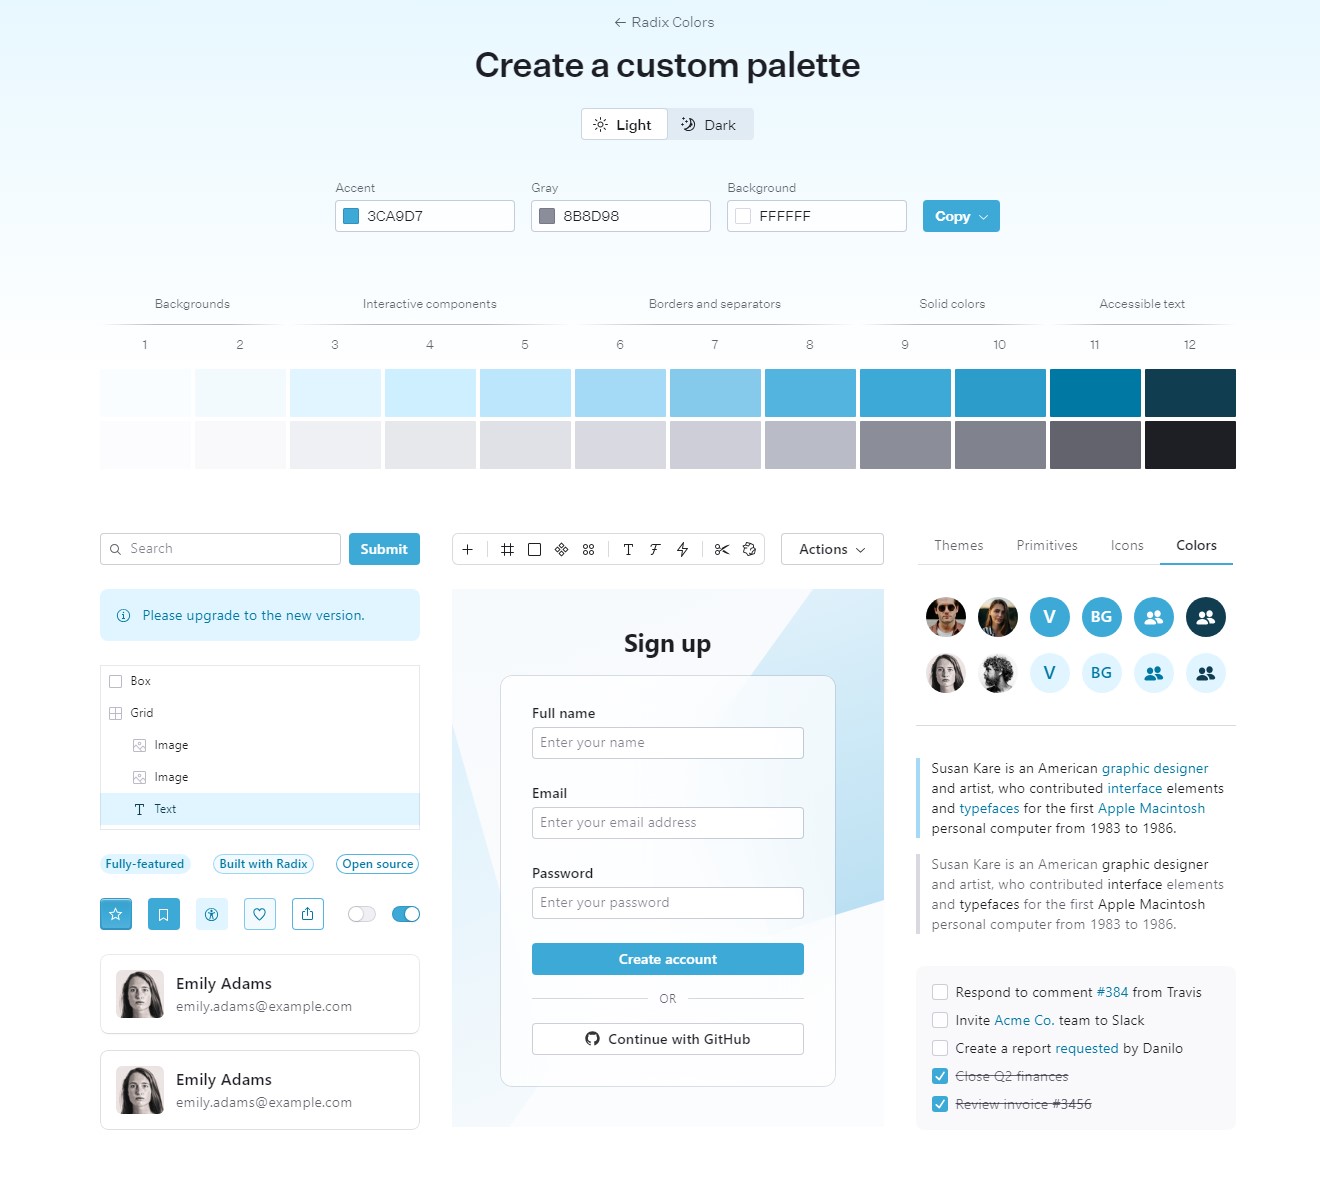 ← Radix Colors
Create a custom palette
Light Dark
Accent Gray Background
3CA9D7 8B8D98 FFFFFF Copy
Backgrounds Interactive components Borders and separators Solid colors Accessible text
1 2 3 4 5 6 7 8 9 10 11 12
Search Submit
Please upgrade to the new version.
Box
Grid
Image
Image
Text
Fully-featured Built with Radix Open source
Emily Adams
emily.adams@example.com
Emily Adams
emily.adams@example.com
Actions
Sign up
Full name
Enter your name
Email
Enter your email address
Password
Enter your password
Create account
OR
Continue with GitHub
Themes Primitives Icons Colors
V BG
V BG
Susan Kare is an American graphic designer
and artist, who contributed interface elements
and typefaces for the first Apple Macintosh
personal computer from 1983 to 1986.
Susan Kare is an American graphic designer
and artist, who contributed interface elements
and typefaces for the first Apple Macintosh
personal computer from 1983 to 1986.
Respond to comment #384 from Travis
Invite Acme Co. team to Slack
Create a report requested by Danilo
Close Q2 finances
Review invoice #3456